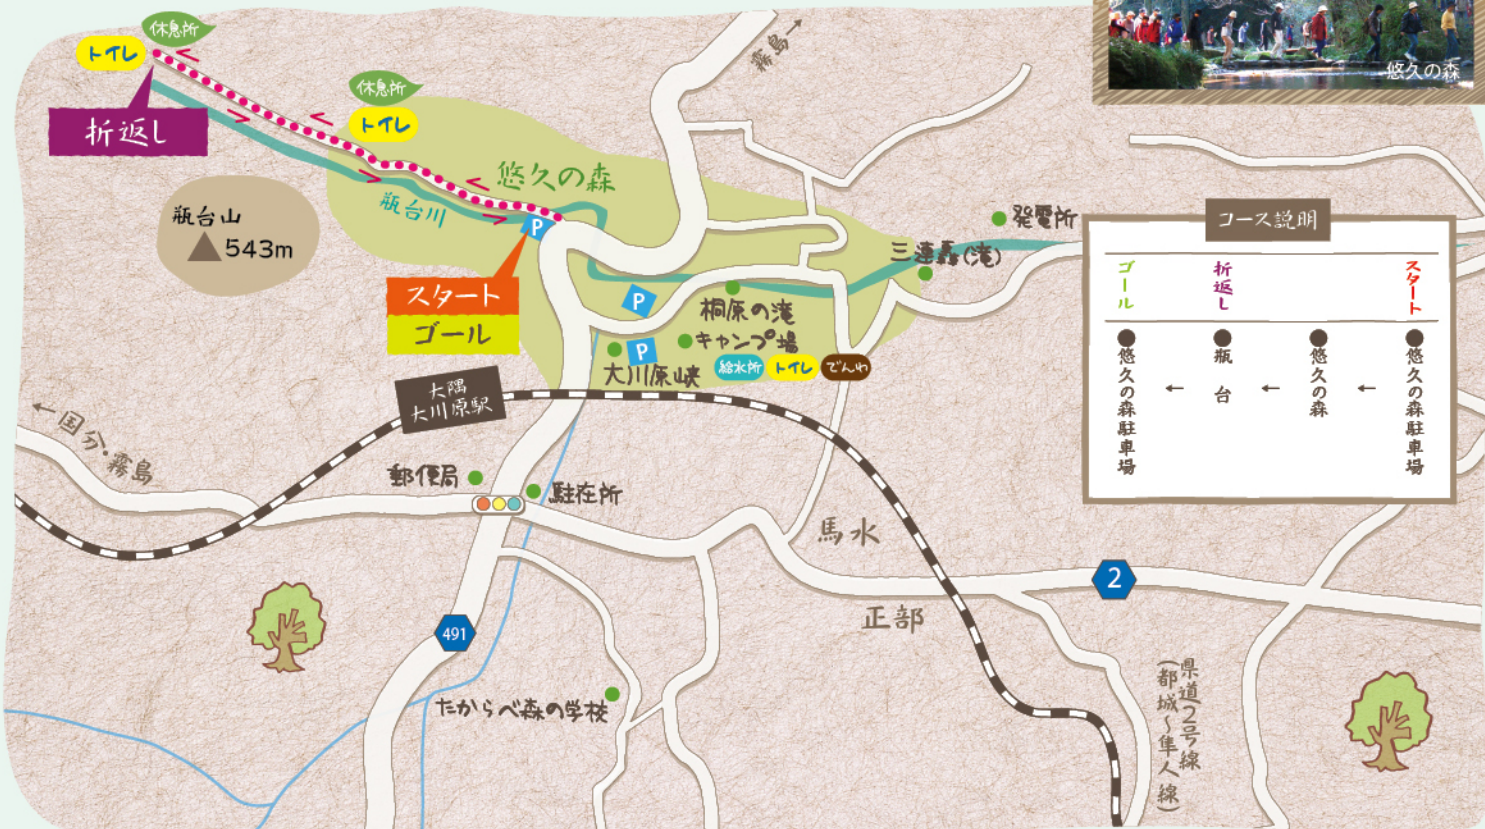 休息所
トイレ
折返し
休息所
トイレ
霧島→
悠久の森
悠久の森
瓶台川
瓶台山
543m
P
スタート
ゴール
P
桐原の滝
P
キャンプ場
大川原峡
給水所
トイレ
でんわ
三連轟(滝)
発電所
コース説明
スタート
悠久の森駐車場
←
悠久の森
←
折返し
瓶台
←
ゴール
悠久の森駐車場
大隅
大川原駅
←国分・霧島
郵便局
駐在所
馬水
正部
2
491
たからべ森の学校
県道2号線
(都城~隼人線)